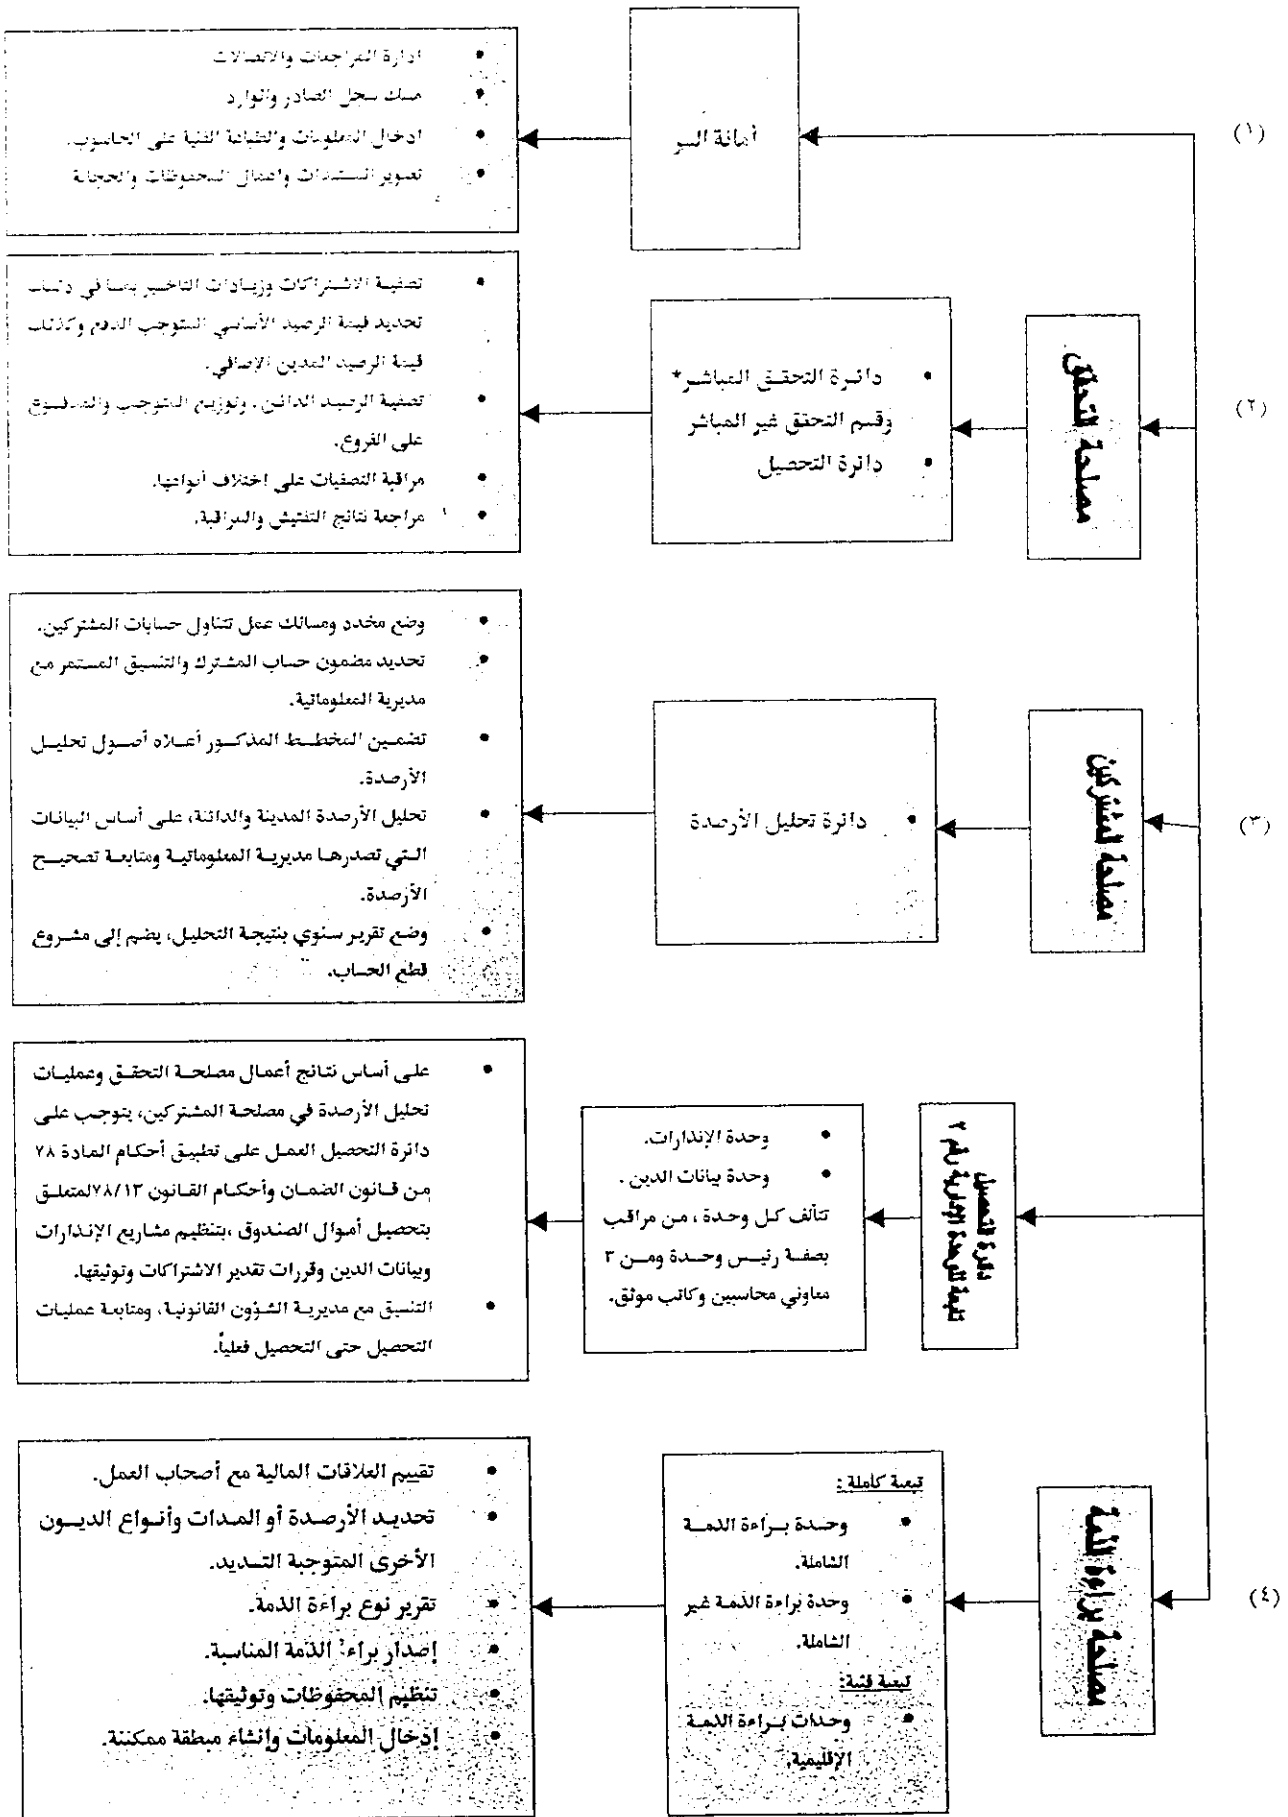 (١)
أمانة السر
• ادارة المراجعات والاتصالات
• مسك سجل الصادر والوارد
• ادخال المعلومات والطباعة الفنية على الحاسوب.
• تصوير المستندات واعمال المحفوظات والحجابة
(٢)
مصلحة التحقق
• دائرة التحقق المباشر*
وقسم التحقق غير المباشر
• دائرة التحصيل
• تصفية الاشتراكات وزيادات التأخير بما في ذلك
تحديد قيمة الرصيد الأساسي المتوجب الدفع وكذلك
قيمة الرصيد المدين الإضافي.
• تصفية الرصيد الدائن، وتوزيع المتوجب والمدفوع
على الفروع.
• مراقبة التصفيات على اختلاف أنواعها.
• مراجعة نتائج التفتيش والمراقبة.
(٣)
مصلحة المشتركين
• دائرة تحليل الأرصدة
• وضع مخدد ومسالك عمل تتناول حسابات المشتركين.
• تحديد مضمون حساب المشترك والتنسيق المستمر مع
مديرية المعلوماتية.
• تضمين المخطط المذكور أعلاه أصول تحليل
الأرصدة.
• تحليل الأرصدة المدينة والدائنة، على أساس البيانات
التي تصدرها مديرية المعلوماتية ومتابعة تصحيح
الأرصدة.
• وضع تقرير سنوي بنتيجة التحليل، يضم إلى مشروع
قطع الحساب.
دائرة التحصيل
تابعة للوحدة الإدارية رقم ٢
• وحدة الإنذارات.
• وحدة بيانات الدين.
تتألف كل وحدة، من مراقب
بصفة رئيس وحدة ومن ٣
معاوني محاسبين وكاتب موثق.
• على أساس نتائج أعمال مصلحة التحقق وعمليات
تحليل الأرصدة في مصلحة المشتركين، يتوجب على
دائرة التحصيل العمل على تطبيق أحكام المادة ٧٨
من قانون الضمان وأحكام القانون ٧٨/١٣المتعلق
بتحصيل أموال الصندوق ،بتنظيم مشاريع الإنذارات
وبيانات الدين وقررات تقدير الاشتراكات وتوثيقها.
• التنسيق مع مديرية الشؤون القانونية، ومتابعة عمليات
التحصيل حتى التحصيل فعلياً.
(٤)
مصلحة براءة الذمة
تبعية كاملة:
• وحدة براءة الذمة
الشاملة.
• وحدة براءة الذمة غير
الشاملة.
تبعية فنية:
• وحدات براءة الذمة
الإقليمية.
• تقييم العلاقات المالية مع أصحاب العمل.
• تحديد الأرصدة أو المدات وأنواع الديون
الأخرى المتوجبة التسديد.
• تقرير نوع براءة الذمة.
• إصدار براءة الذمة المناسبة.
• تنظيم المحفوظات وتوثيقها.
• إدخال المعلومات وإنشاء مبطقة ممكننة.